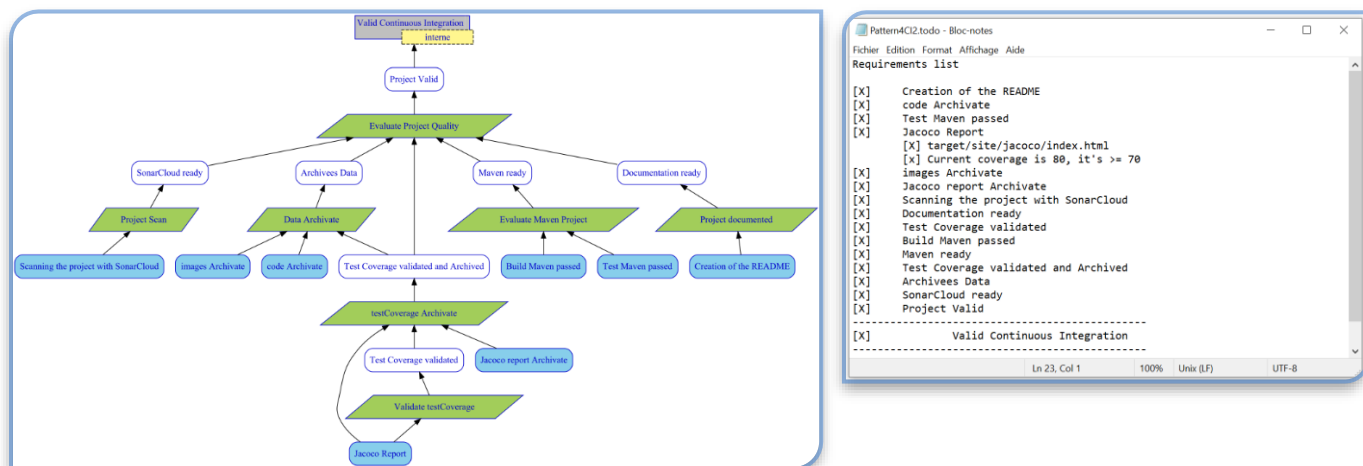 Valid Continuous Integration
interne
Project Valid
Evaluate Project Quality
SonarCloud ready
Archivees Data
Maven ready
Documentation ready
Project Scan
Data Archivate
Evaluate Maven Project
Project documented
Scanning the project with SonarCloud
images Archivate
code Archivate
Test Coverage validated and Archived
Build Maven passed
Test Maven passed
Creation of the README
testCoverage Archivate
Test Coverage validated
Jacoco report Archivate
Validate testCoverage
Jacoco Report
Pattern4CI2.todo - Bloc-notes
Fichier Edition Format Affichage Aide
Requirements list
[X] Creation of the README
[X] code Archivate
[X] Test Maven passed
[X] Jacoco Report
[X] target/site/jacoco/index.html
[x] Current coverage is 80, it's >= 70
[X] images Archivate
[X] Jacoco report Archivate
[X] Scanning the project with SonarCloud
[X] Documentation ready
[X] Test Coverage validated
[X] Build Maven passed
[X] Maven ready
[X] Test Coverage validated and Archived
[X] Archivees Data
[X] SonarCloud ready
[X] Project Valid
-----------------------------------------------
[X] Valid Continuous Integration
-----------------------------------------------
Ln 23, Col 1 100% Unix (LF) UTF-8